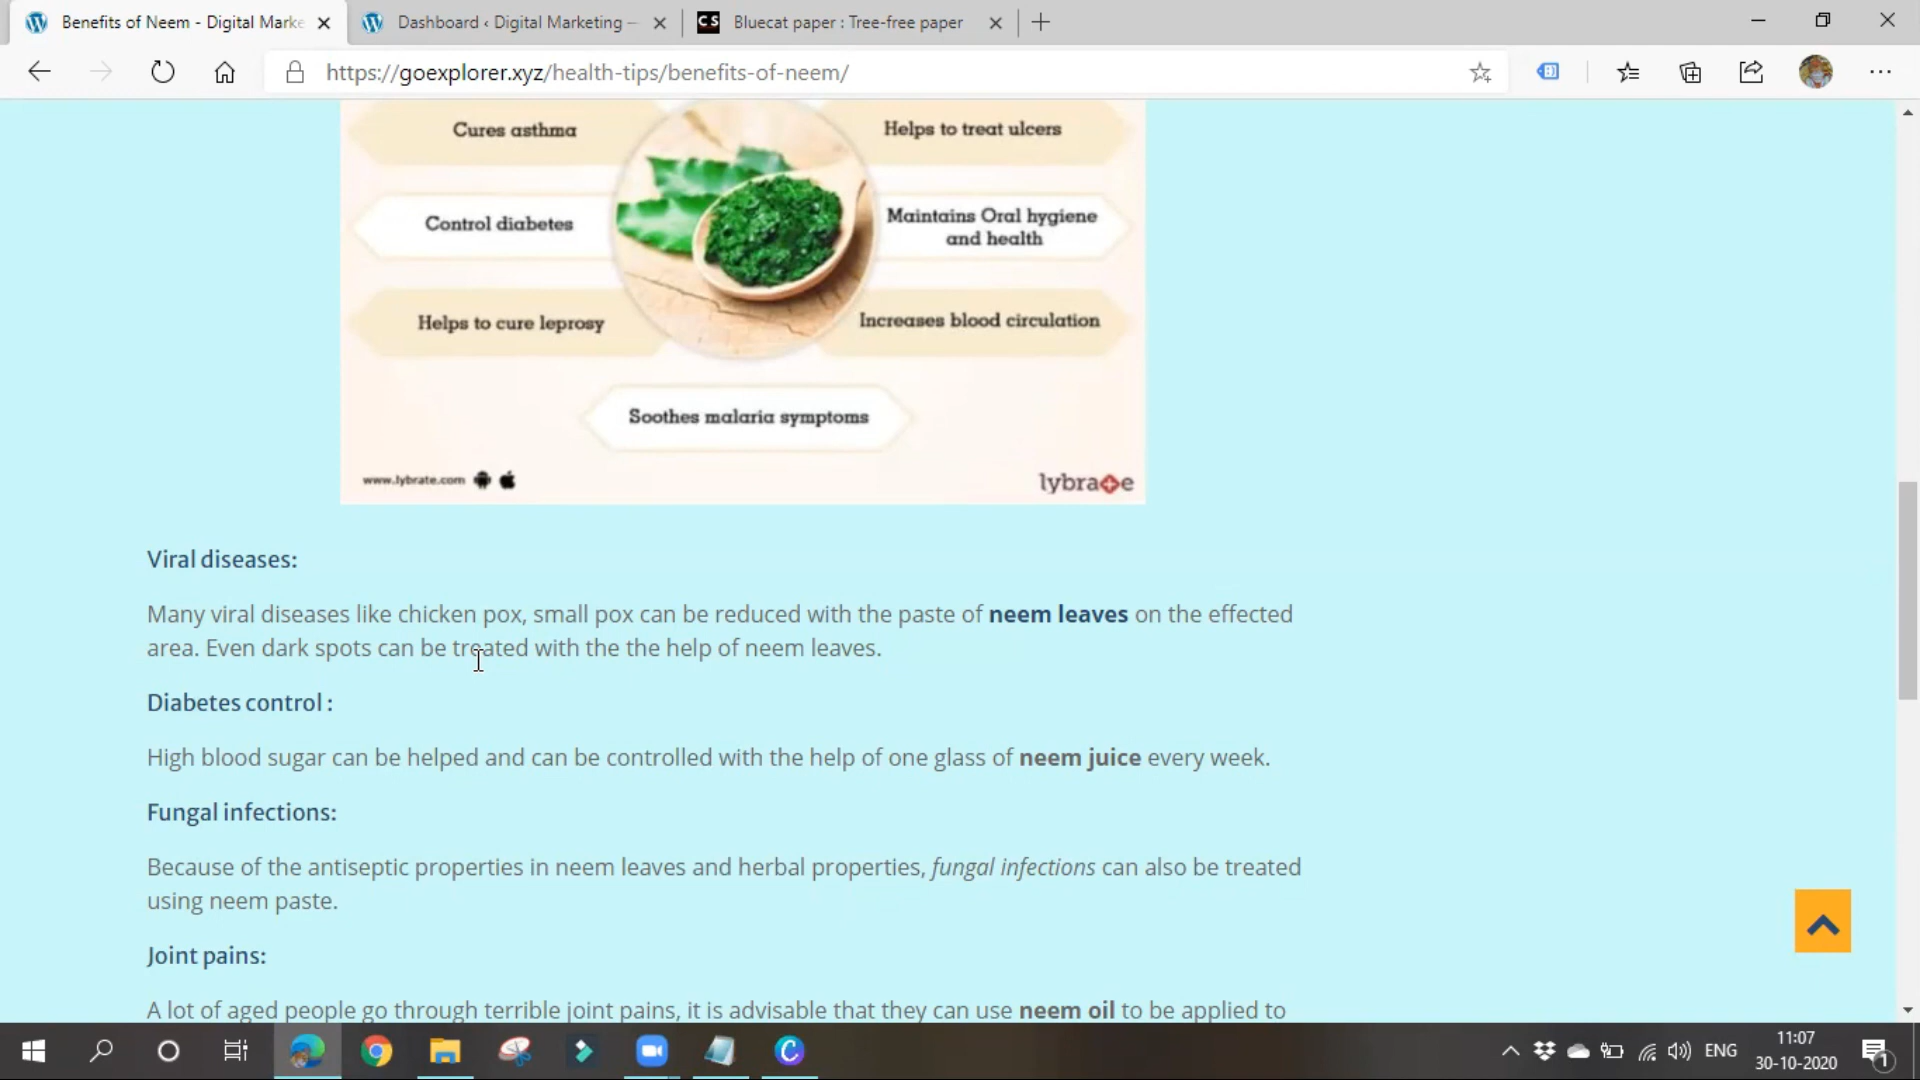 Benefits of Neem - Digital Marke
Dashboard ‹ Digital Marketing —
CS
Bluecat paper : Tree-free paper
https://goexplorer.xyz/health-tips/benefits-of-neem/
Cures asthma
Helps to treat ulcers
Control diabetes
Maintains Oral hygiene
and health
Helps to cure leprosy
Increases blood circulation
Soothes malaria symptoms
www.lybrate.com
lybrate
Viral diseases:
Many viral diseases like chicken pox, small pox can be reduced with the paste of neem leaves on the effected
area. Even dark spots can be treated with the the help of neem leaves.
Diabetes control :
High blood sugar can be helped and can be controlled with the help of one glass of neem juice every week.
Fungal infections:
Because of the antiseptic properties in neem leaves and herbal properties, fungal infections can also be treated
using neem paste.
Joint pains:
A lot of aged people go through terrible joint pains, it is advisable that they can use neem oil to be applied to
ENG
11:07
30-10-2020
1